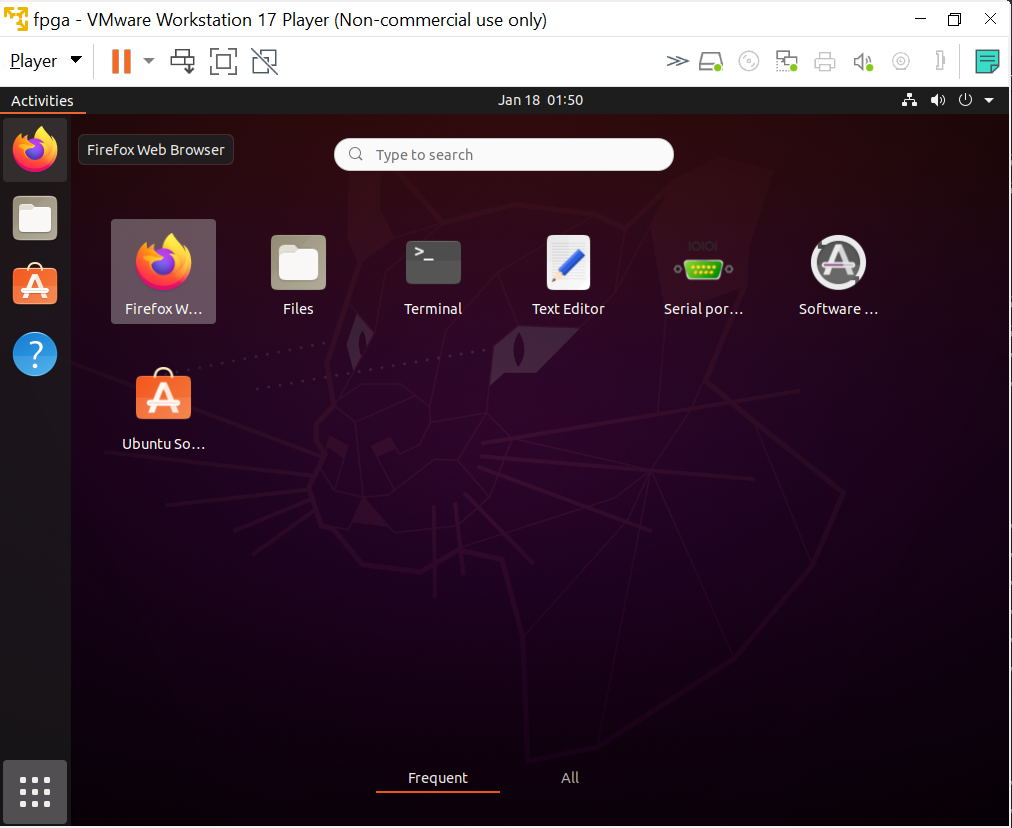 fpga - VMware Workstation 17 Player (Non-commercial use only)
Player
Activities
Jan 18 01:50
Firefox Web Browser
Type to search
>_
IOIOI
Firefox W...
Files
Terminal
Text Editor
Serial por...
Software ...
?
Ubuntu So...
Frequent
All